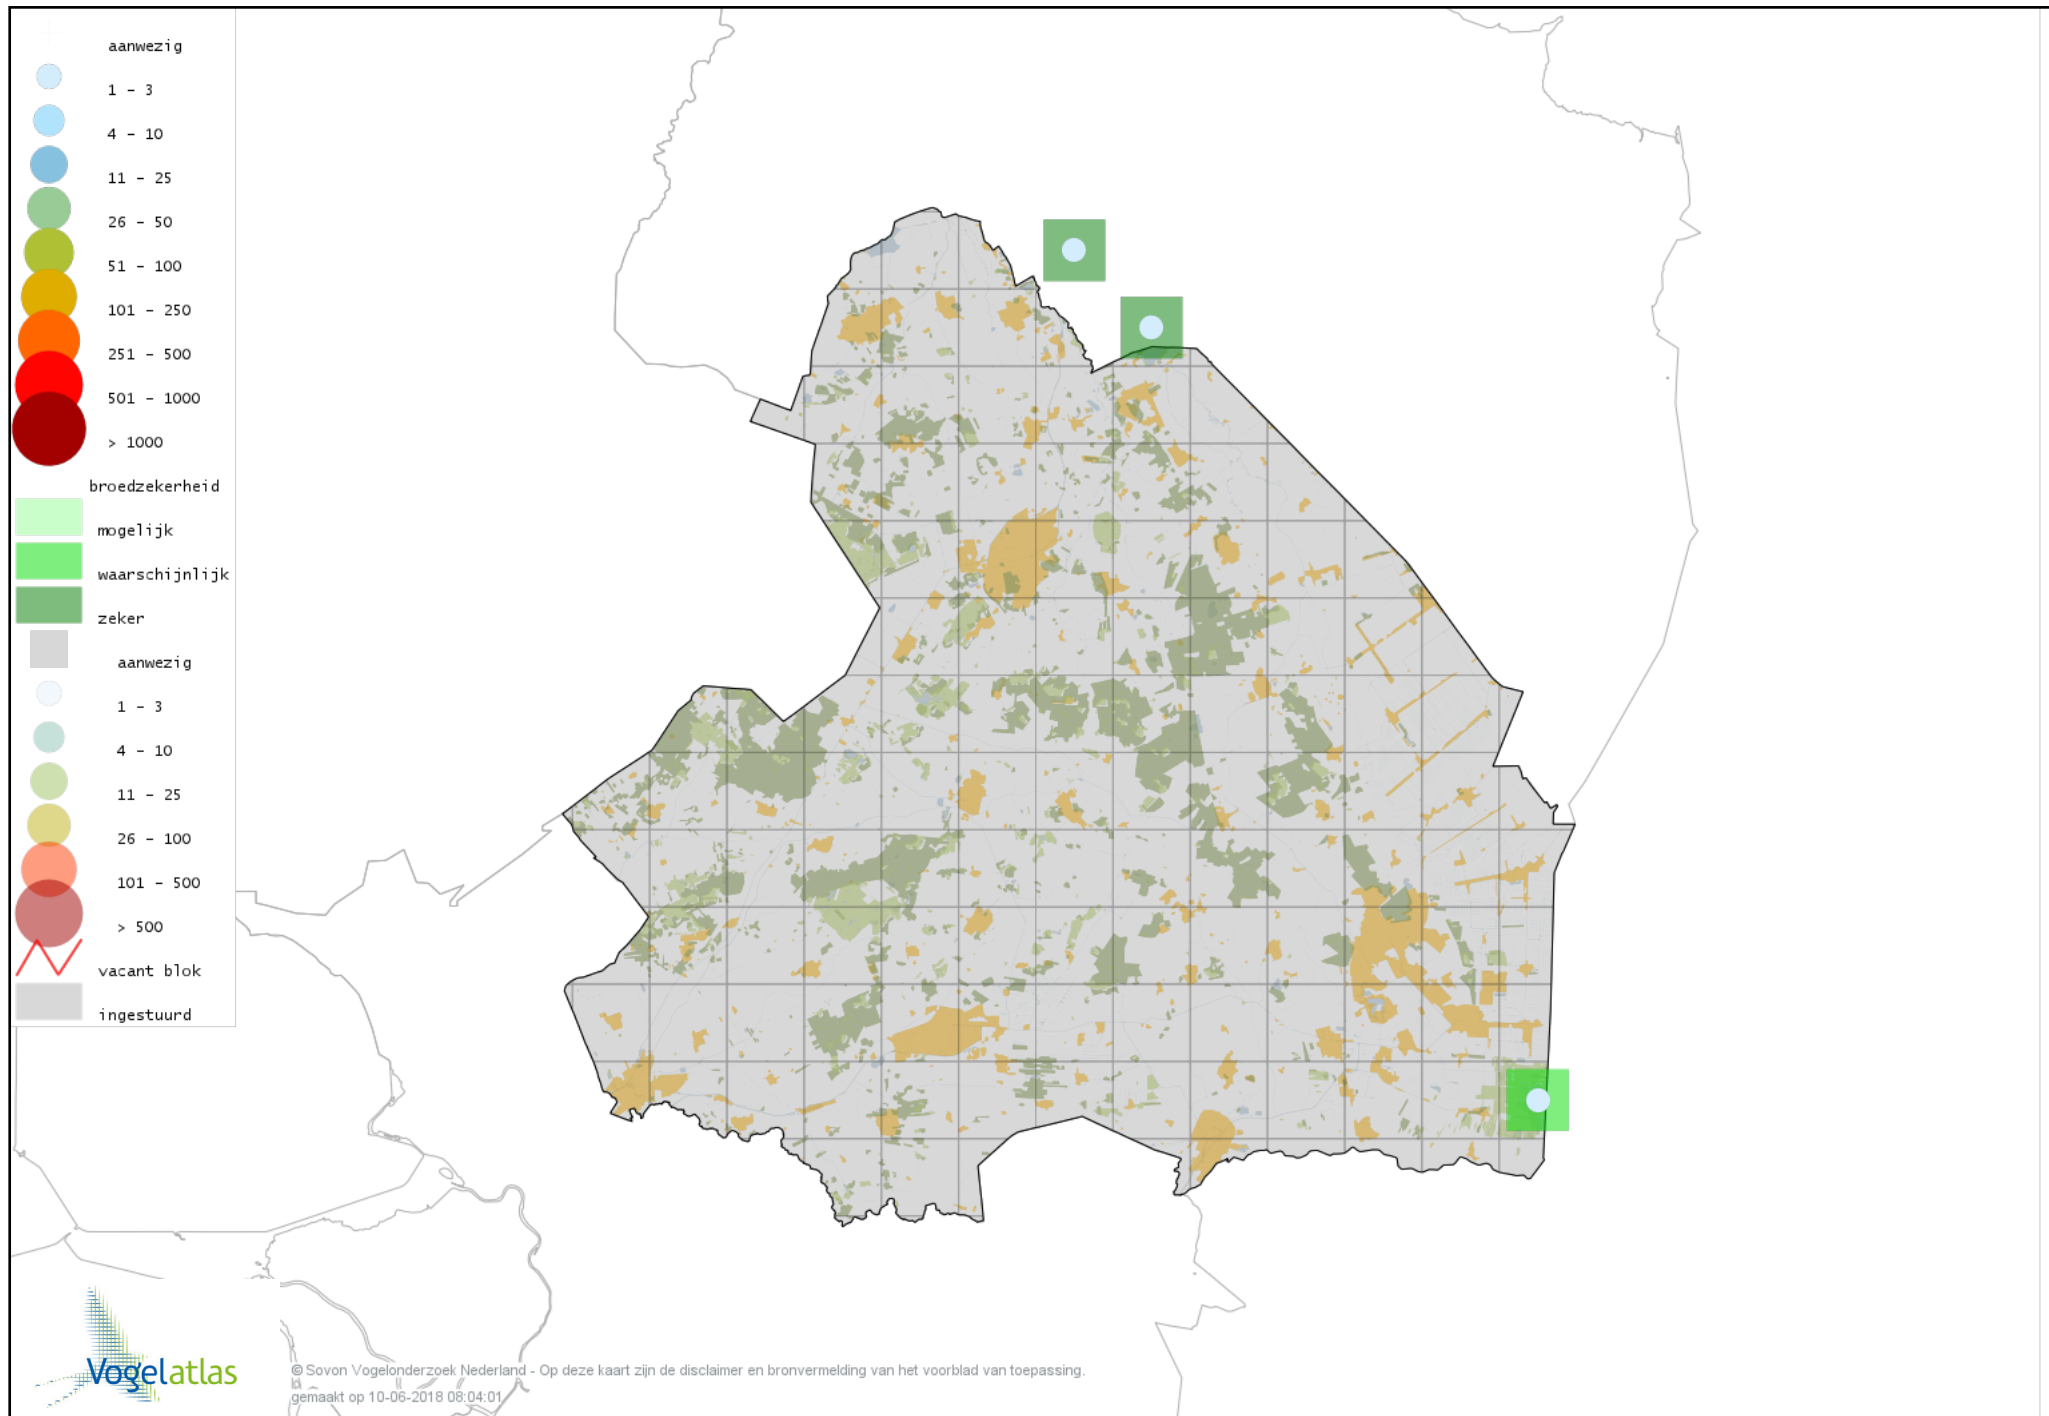 aanwezig
1 - 3
4 - 10
11 - 25
26 - 50
51 - 100
101 - 250
251 - 500
501 - 1000
> 1000
broedzekerheid
mogelijk
waarschijnlijk
zeker
aanwezig
1 - 3
4 - 10
11 - 25
26 - 100
101 - 500
> 500
vacant blok
ingestuurd
Vogelatlas
© Sovon Vogelonderzoek Nederland - Op deze kaart zijn de disclaimer en bronvermelding van het voorblad van toepassing.
gemaakt op 10-06-2018 08:04:01